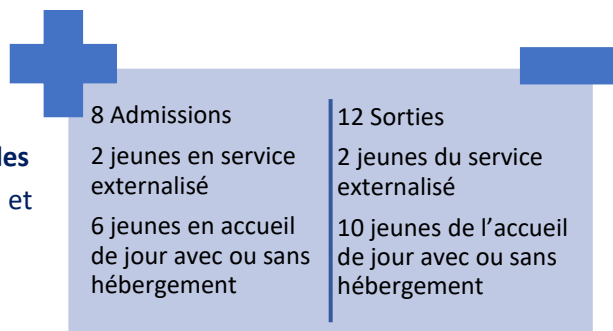 les
et
8 Admissions
2 jeunes en service
externalisé
6 jeunes en accueil
de jour avec ou sans
hébergement
12 Sorties
2 jeunes du service
externalisé
10 jeunes de l’accueil
de jour avec ou sans
hébergement